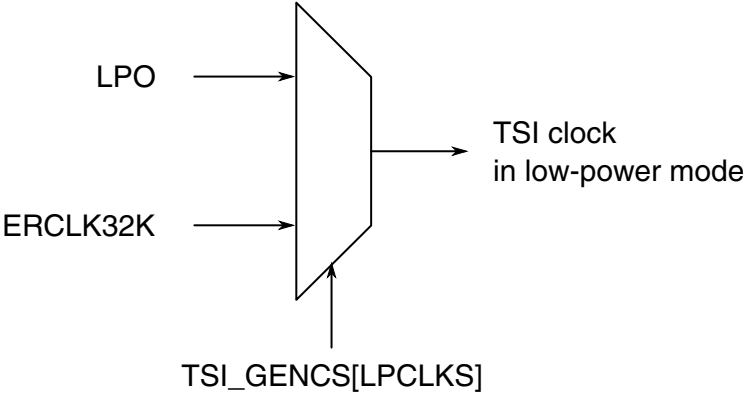 LPO
TSI clock
in low-power mode
ERCLK32K
TSI_GENCS[LPCLKS]